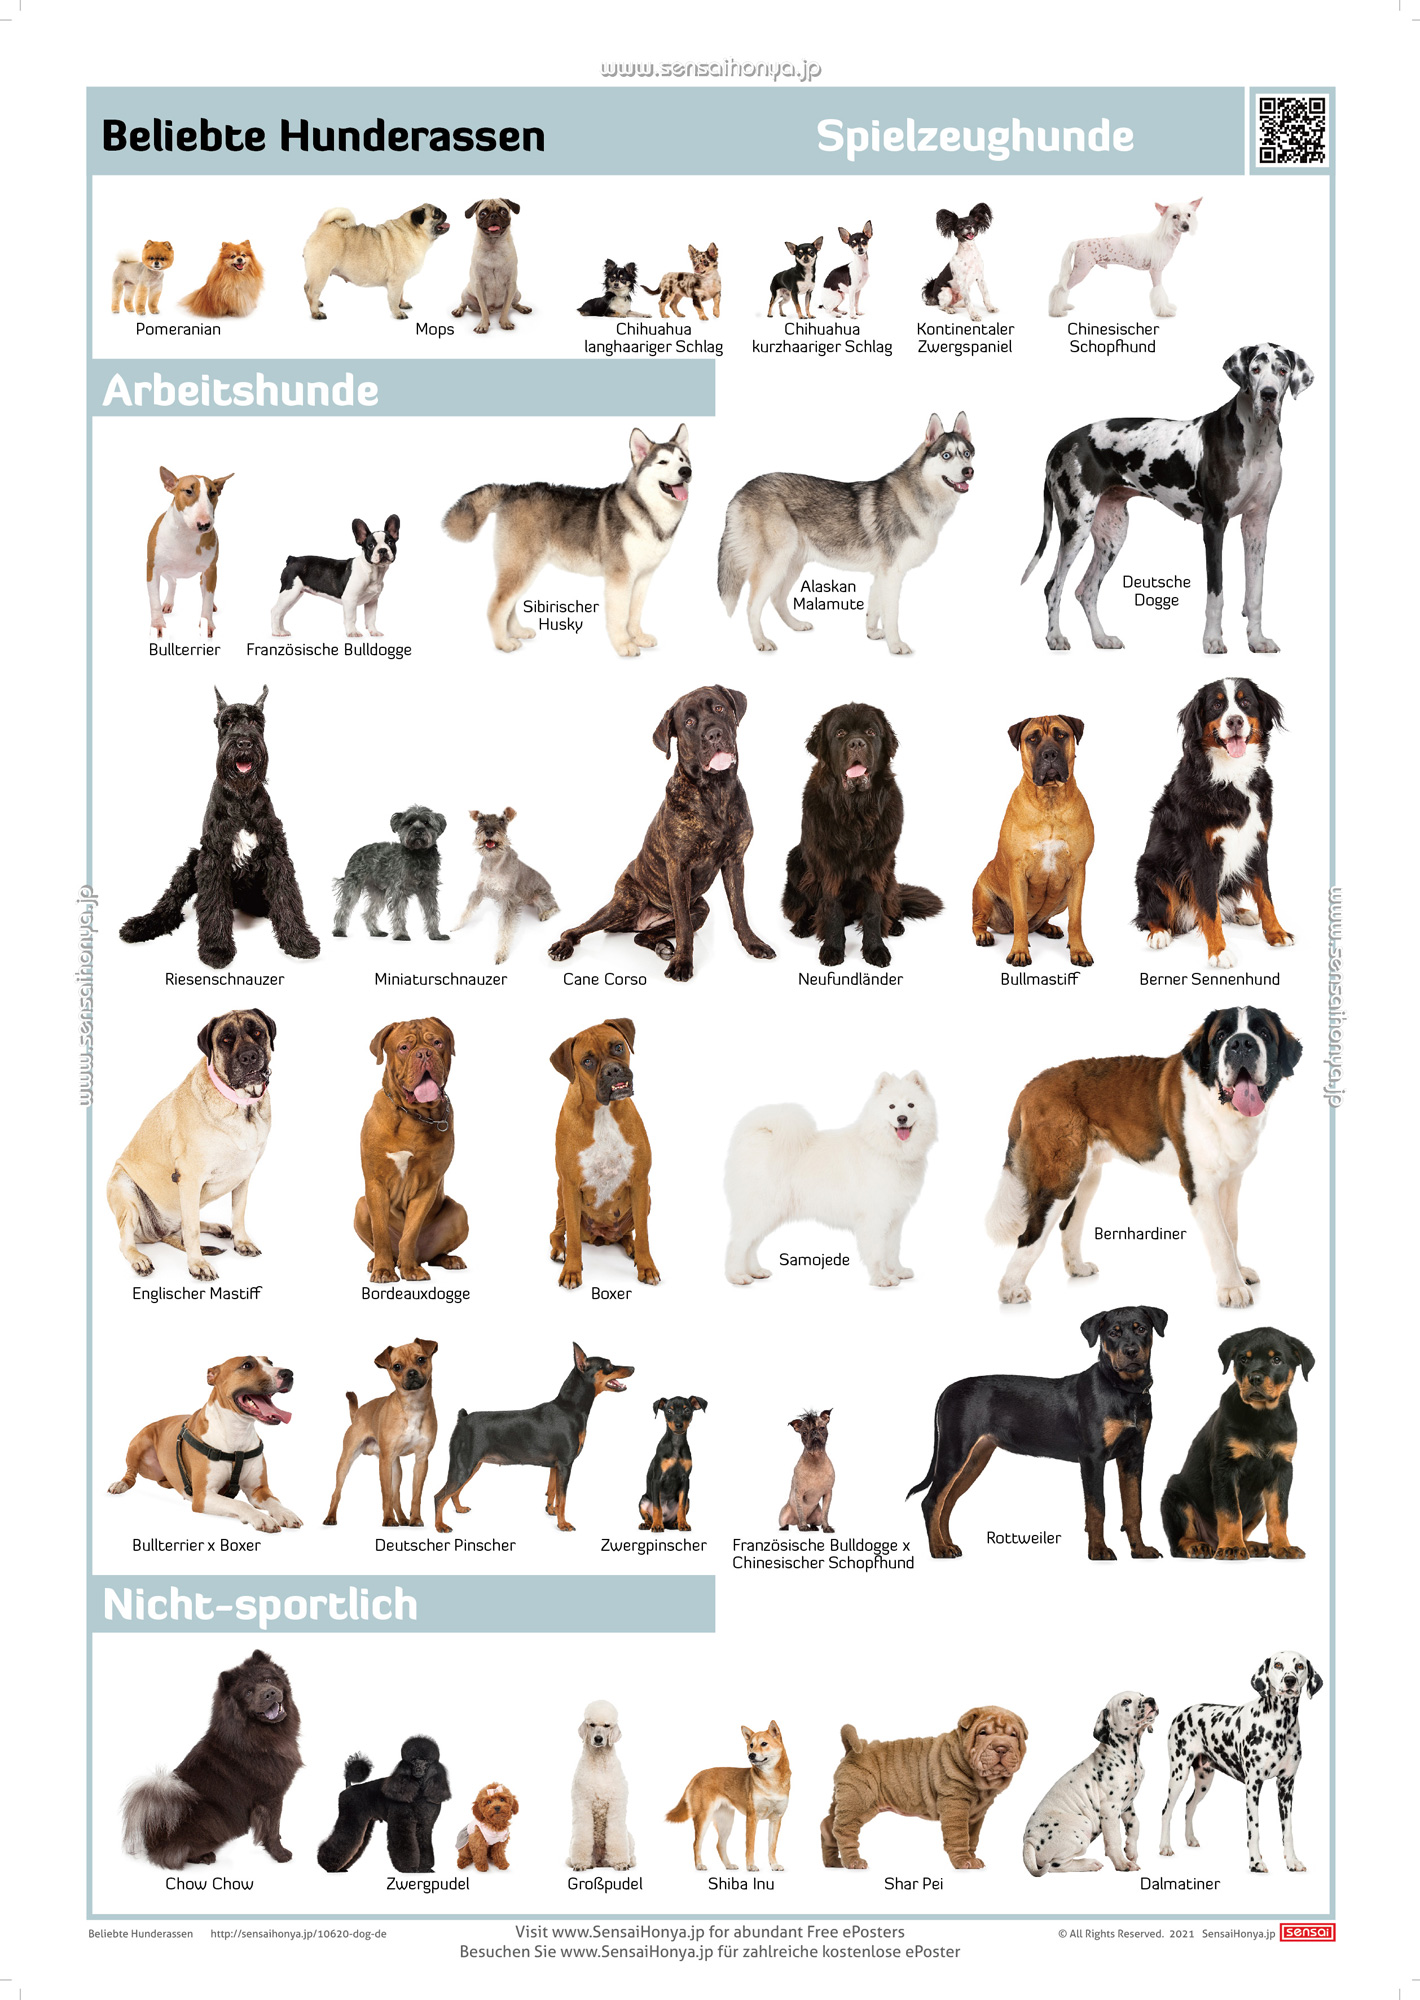 www.sensaihonya.jp
Beliebte Hunderassen
Spielzeughunde
Pomeranian
Mops
Chihuahua
langhaariger Schlag
Chihuahua
kurzhaariger Schlag
Kontinentaler
Zwergspaniel
Chinesischer
Schopfhund
Arbeitshunde
Bullterrier
Französische Bulldogge
Sibirischer
Husky
Alaskan
Malamute
Deutsche
Dogge
Riesenschnauzer
Miniaturschnauzer
Cane Corso
Neufundländer
Bullmastiff
Berner Sennenhund
www.sensaihonya.jp
www.sensaihonya.jp
Englischer Mastiff
Bordeauxdogge
Boxer
Samojede
Bernhardiner
Bullterrier x Boxer
Deutscher Pinscher
Zwergpinscher
Französische Bulldogge x
Chinesischer Schopfhund
Rottweiler
Nicht-sportlich
Chow Chow
Zwergpudel
Großpudel
Shiba Inu
Shar Pei
Dalmatiner
Beliebte Hunderassen http://sensaihonya.jp/10620-dog-de
Visit www.SensaiHonya.jp for abundant Free ePosters
Besuchen Sie www.SensaiHonya.jp für zahlreiche kostenlose ePoster
© All Rights Reserved. 2021 SensaiHonya.jp sensai